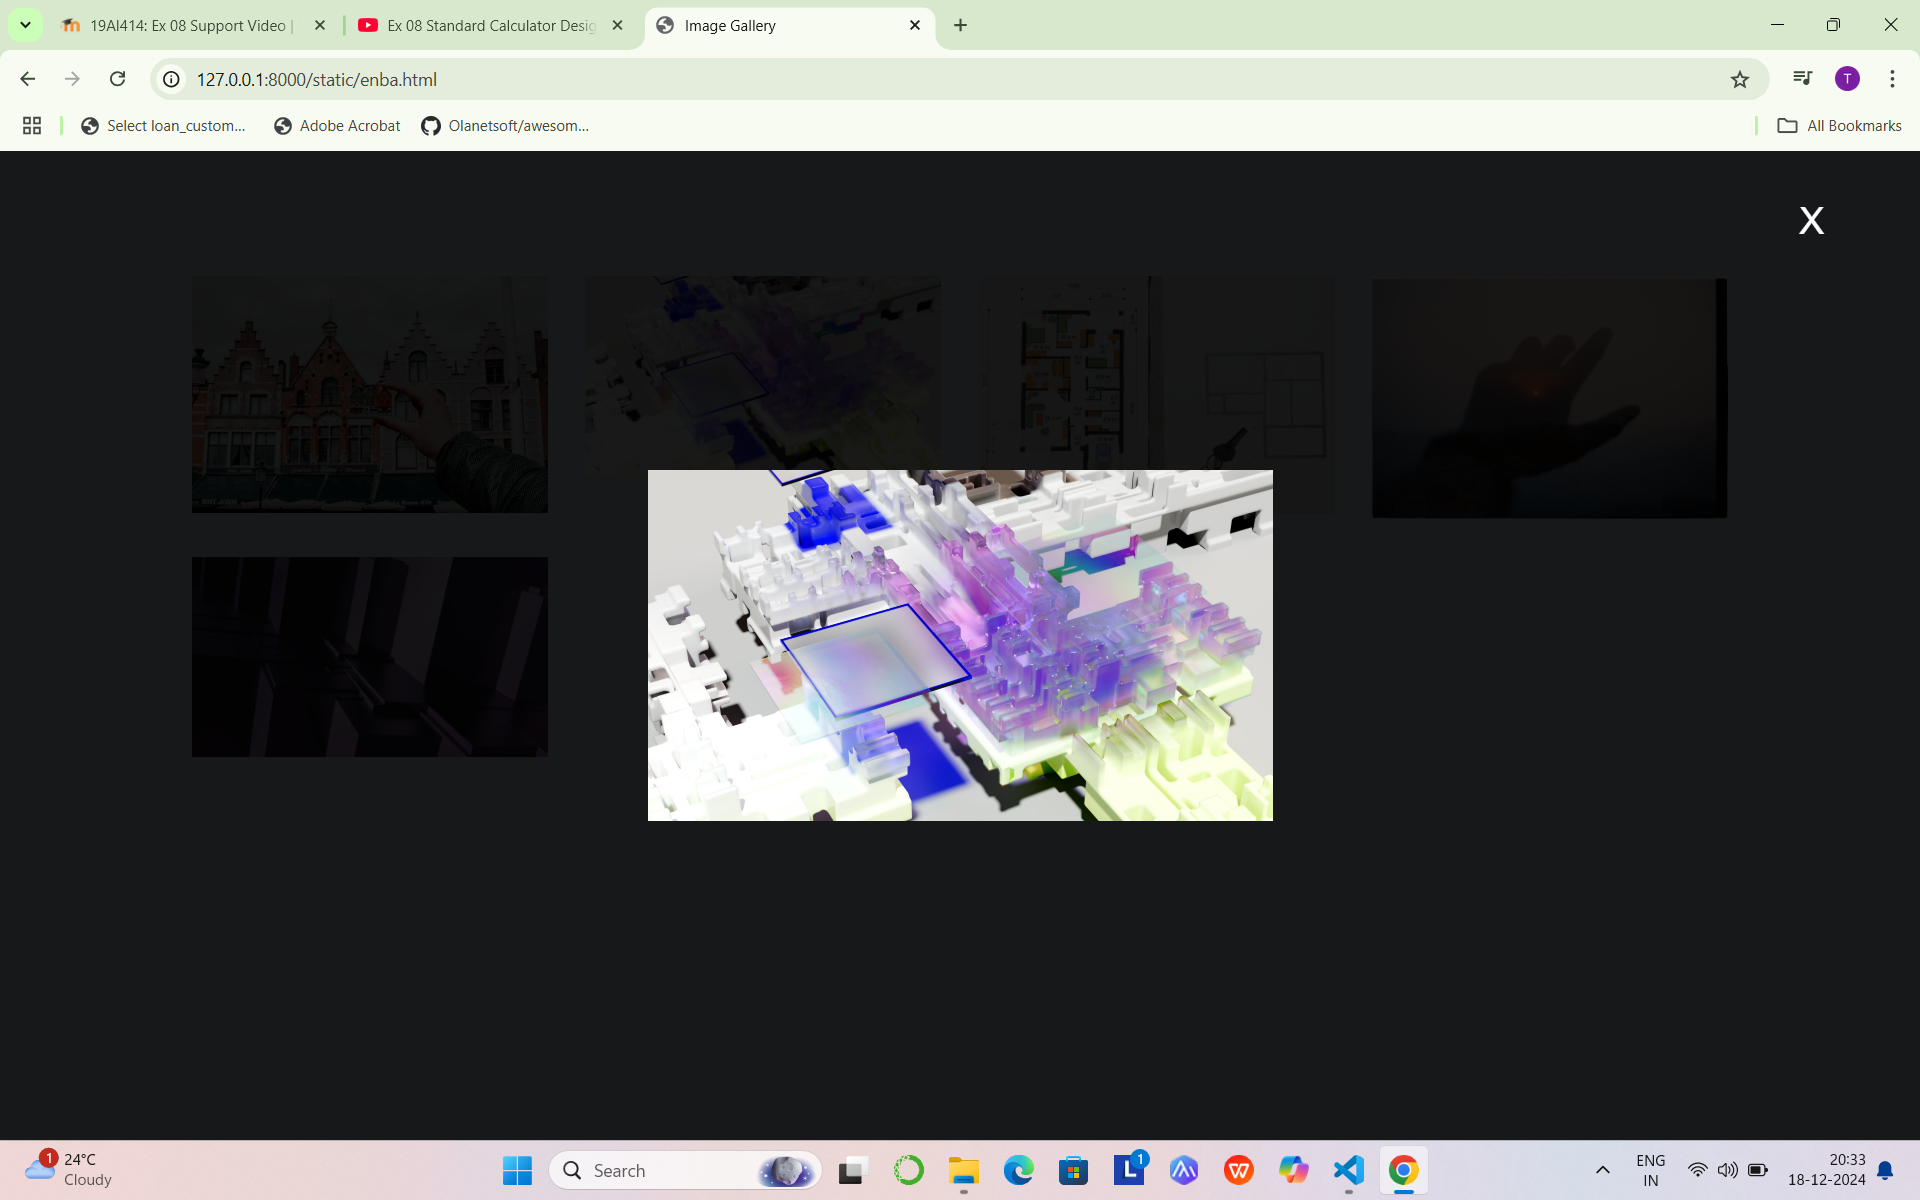 19AI414: Ex 08 Support Video |
Ex 08 Standard Calculator Desig
Image Gallery
127.0.0.1:8000/static/enba.html
T
Select loan_custom...
Adobe Acrobat
Olanetsoft/awesom...
All Bookmarks
X
1
24°C
Cloudy
Search
L
1
W
ENG
IN
20:33
18-12-2024